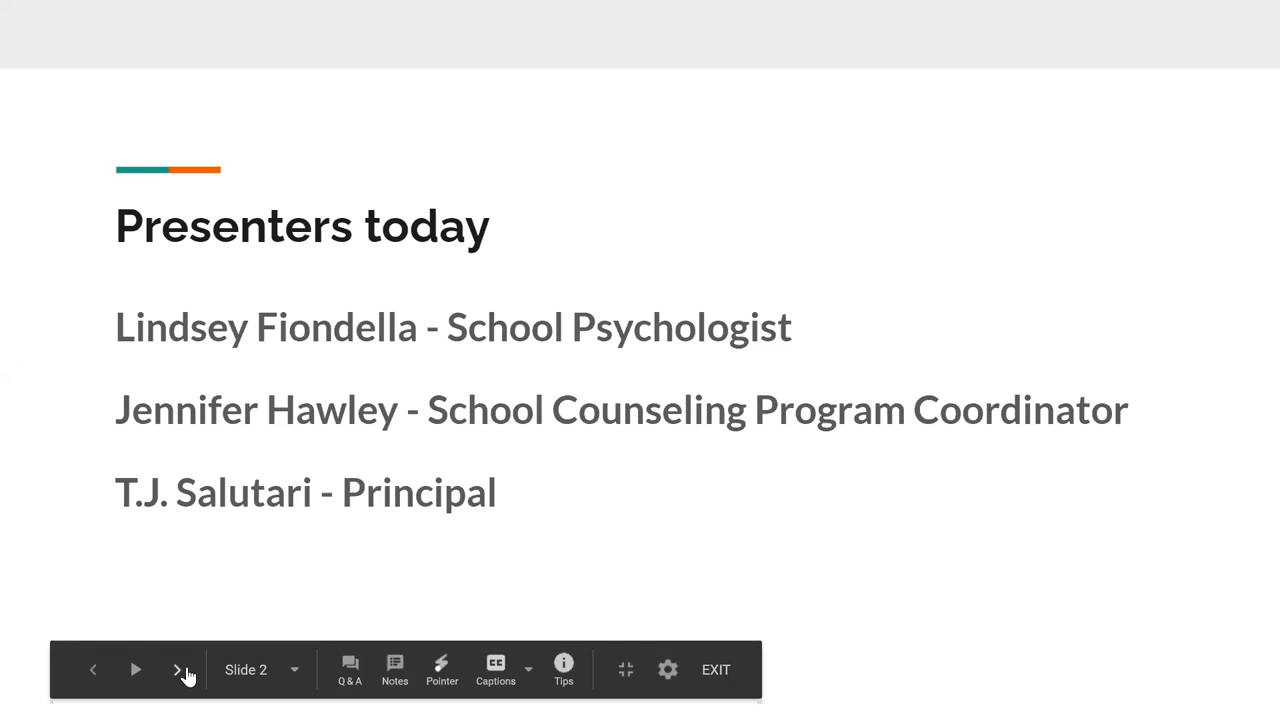 Presenters today
Lindsey Fiondella - School Psychologist
Jennifer Hawley - School Counseling Program Coordinator
T.J. Salutari - Principal
Slide 2
Q & A
Notes
Pointer
CC
Captions
Tips
EXIT